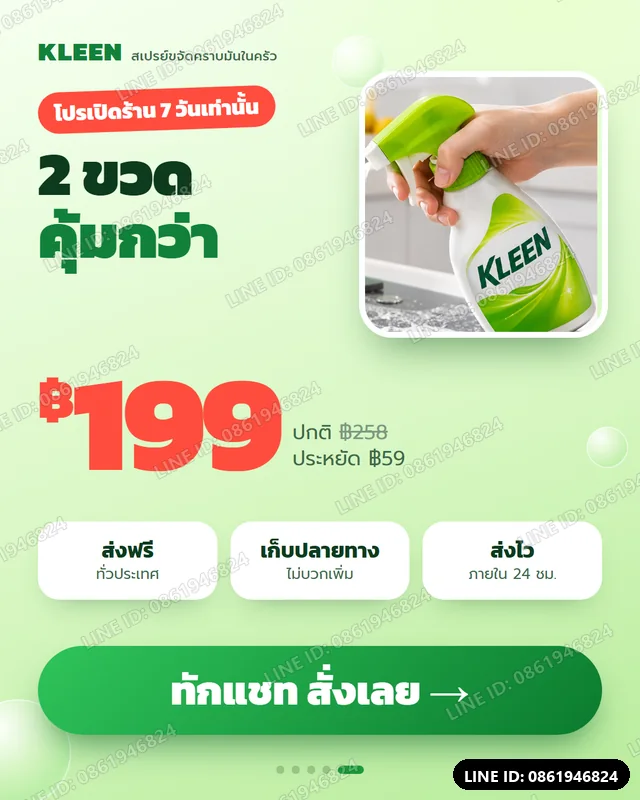 KLEEN สเปรย์ขจัดคราบมันในครัว
โปรเปิดร้าน 7 วันเท่านั้น
2 ขวด
คุ้มกว่า
KLEEN
฿199
ปกติ ฿258
ประหยัด ฿59
ส่งฟรี
ทั่วประเทศ
เก็บปลายทาง
ไม่บวกเพิ่ม
ส่งไว
ภายใน 24 ชม.
ทักแชท สั่งเลย →
LINE ID: 0861946824